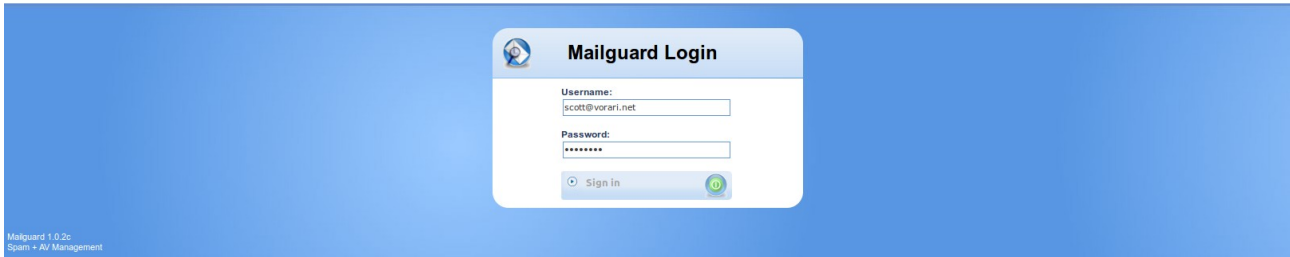 Mailguard Login
Username:
scott@vorari.net
Password:
••••••••
Sign in
Mailguard 1.0.2c
Spam + AV Management